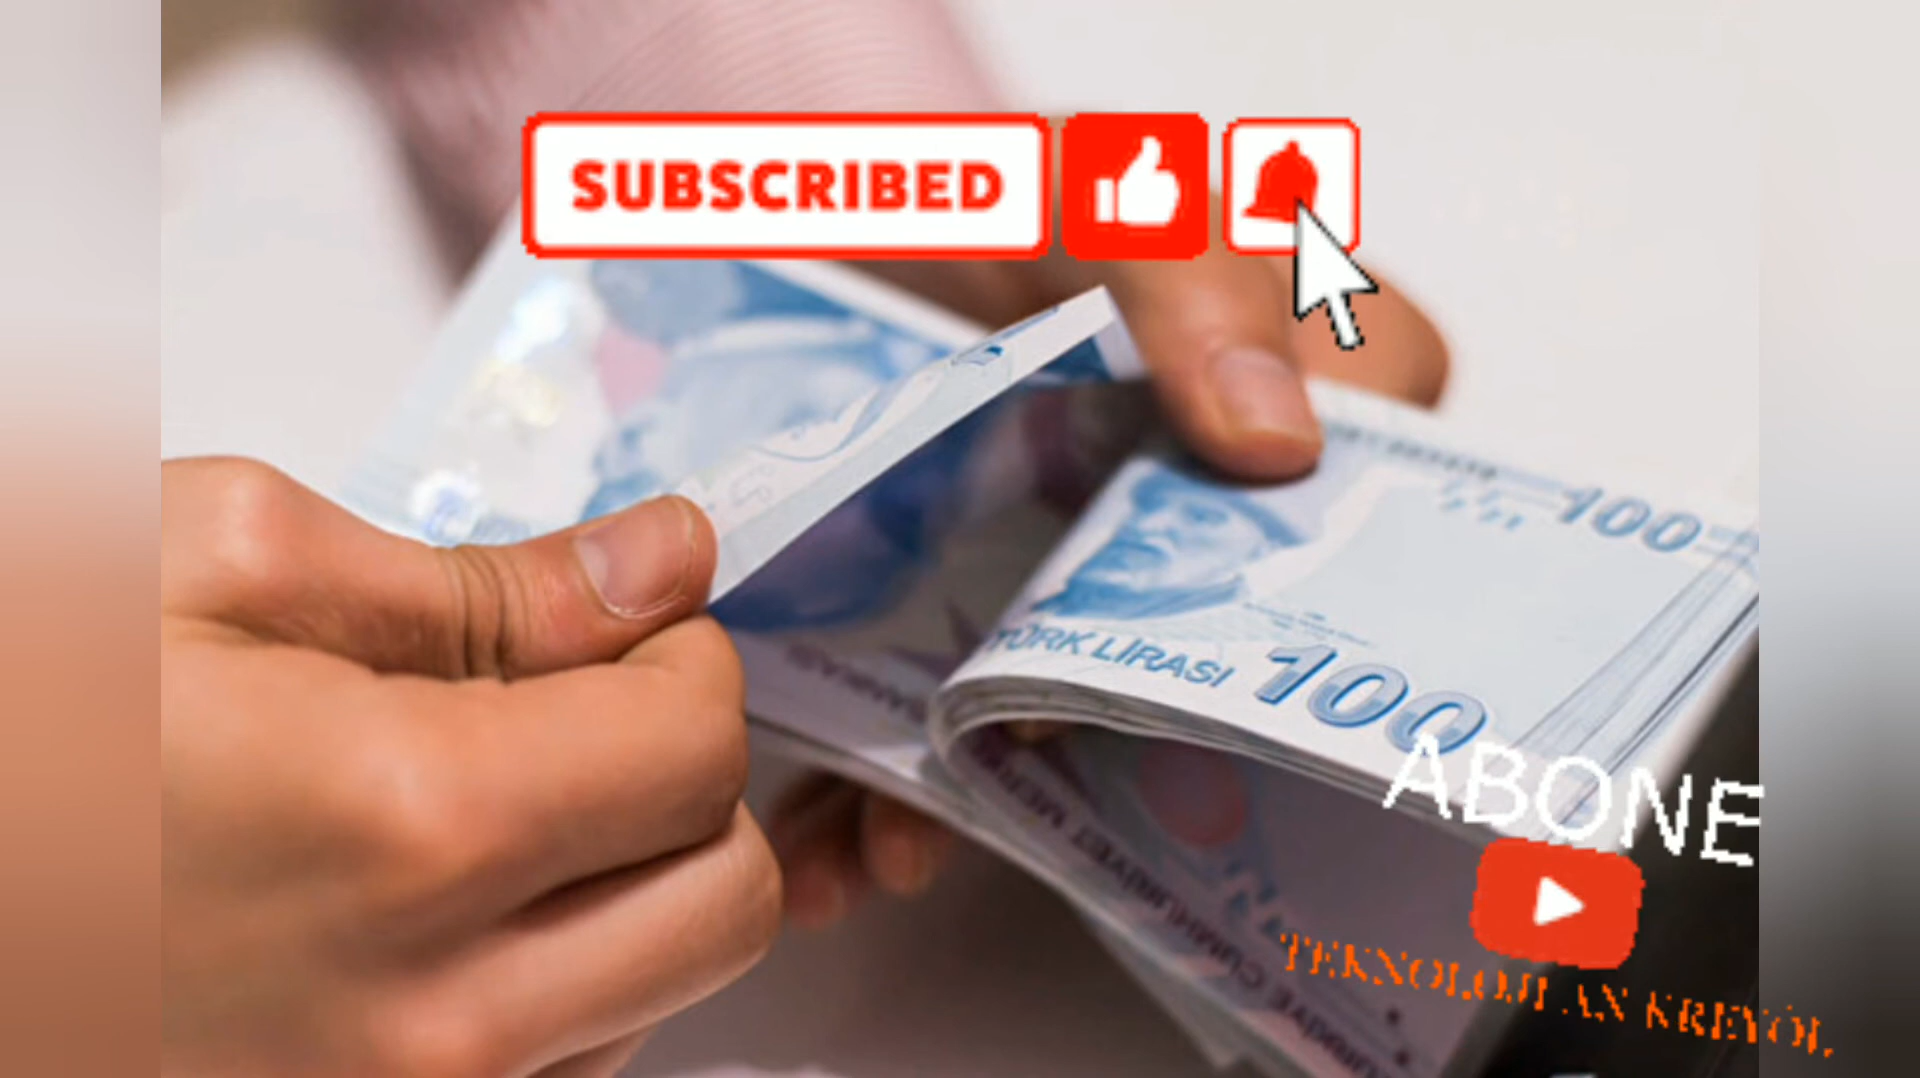 SUBSCRIBED
100
TÜRK LİRASI 100
ABONE
TEKNOLOJI AN KREYÒL